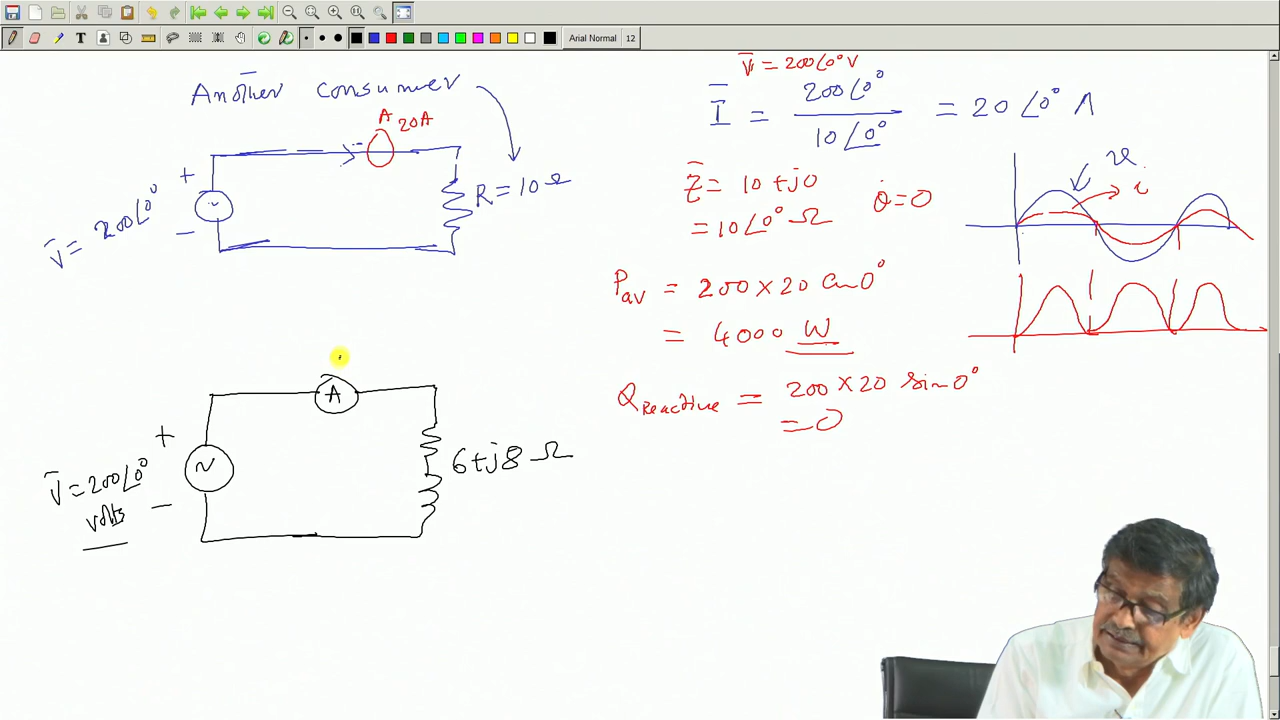 Arial Normal 12
Another consumer
A 20A
V̄ = 200∠0°
+
~
-
R = 10 Ω
V̄ = 200∠0° V
Ī = 200∠0° / 10∠0° = 20∠0° A
Z̄ = 10 + j0
= 10∠0° Ω
θ = 0
v
i
Pav = 200 × 20 cos 0°
= 4000 W
QReactive = 200 × 20 sin 0°
= 0
A
V̄ = 200∠0°
volts
+
~
-
6 + j8 Ω